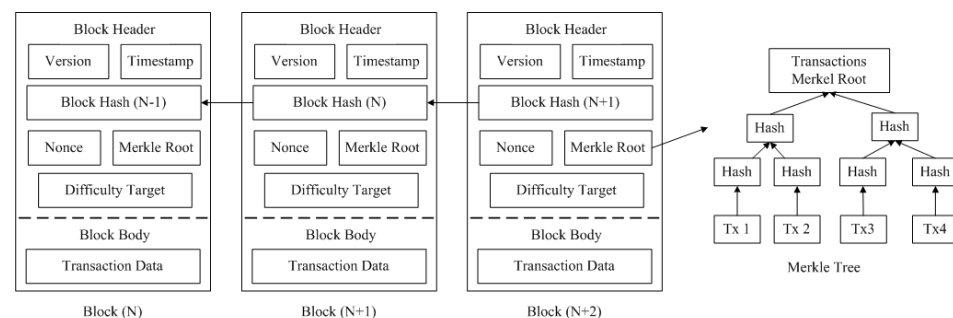 Block Header
Version Timestamp
Block Hash (N-1)
Nonce Merkle Root
Difficulty Target
Block Body
Transaction Data
Block (N)
Block Header
Version Timestamp
Block Hash (N)
Nonce Merkle Root
Difficulty Target
Block Body
Transaction Data
Block (N+1)
Block Header
Version Timestamp
Block Hash (N+1)
Nonce Merkle Root
Difficulty Target
Block Body
Transaction Data
Block (N+2)
Transactions
Merkel Root
Hash Hash
Hash Hash Hash Hash
Tx 1 Tx 2 Tx3 Tx4
Merkle Tree